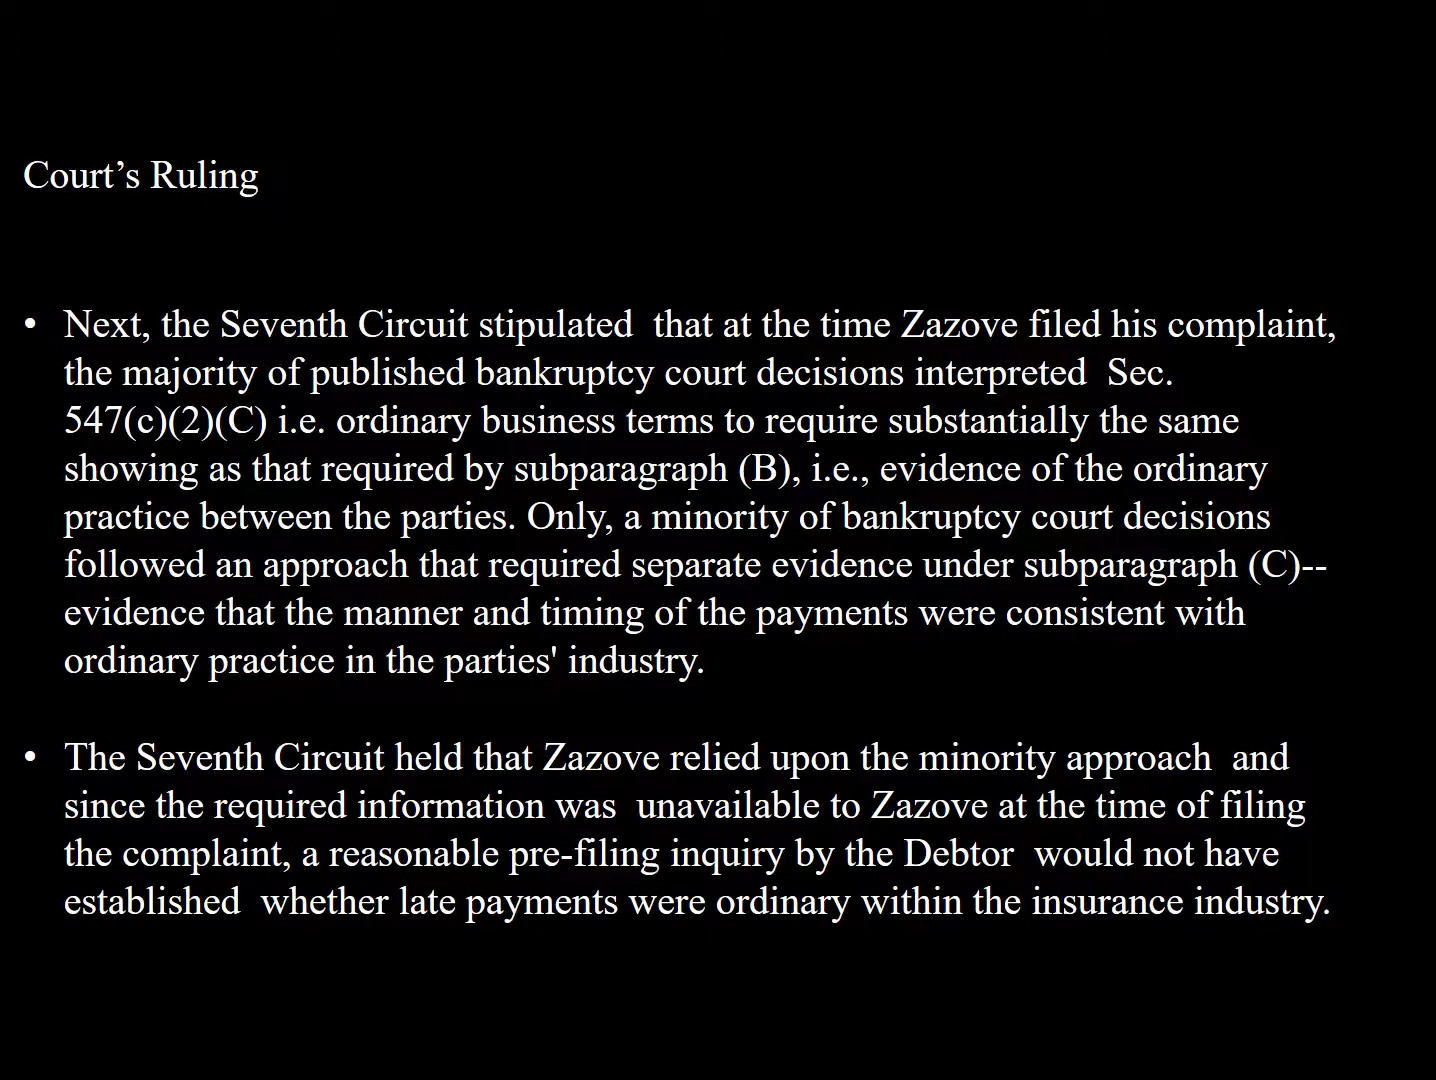 Court’s Ruling
• Next, the Seventh Circuit stipulated  that at the time Zazove filed his complaint,
the majority of published bankruptcy court decisions interpreted  Sec.
547(c)(2)(C) i.e. ordinary business terms to require substantially the same
showing as that required by subparagraph (B), i.e., evidence of the ordinary
practice between the parties. Only, a minority of bankruptcy court decisions
followed an approach that required separate evidence under subparagraph (C)--
evidence that the manner and timing of the payments were consistent with
ordinary practice in the parties' industry.
• The Seventh Circuit held that Zazove relied upon the minority approach  and
since the required information was  unavailable to Zazove at the time of filing
the complaint, a reasonable pre-filing inquiry by the Debtor  would not have
established  whether late payments were ordinary within the insurance industry.